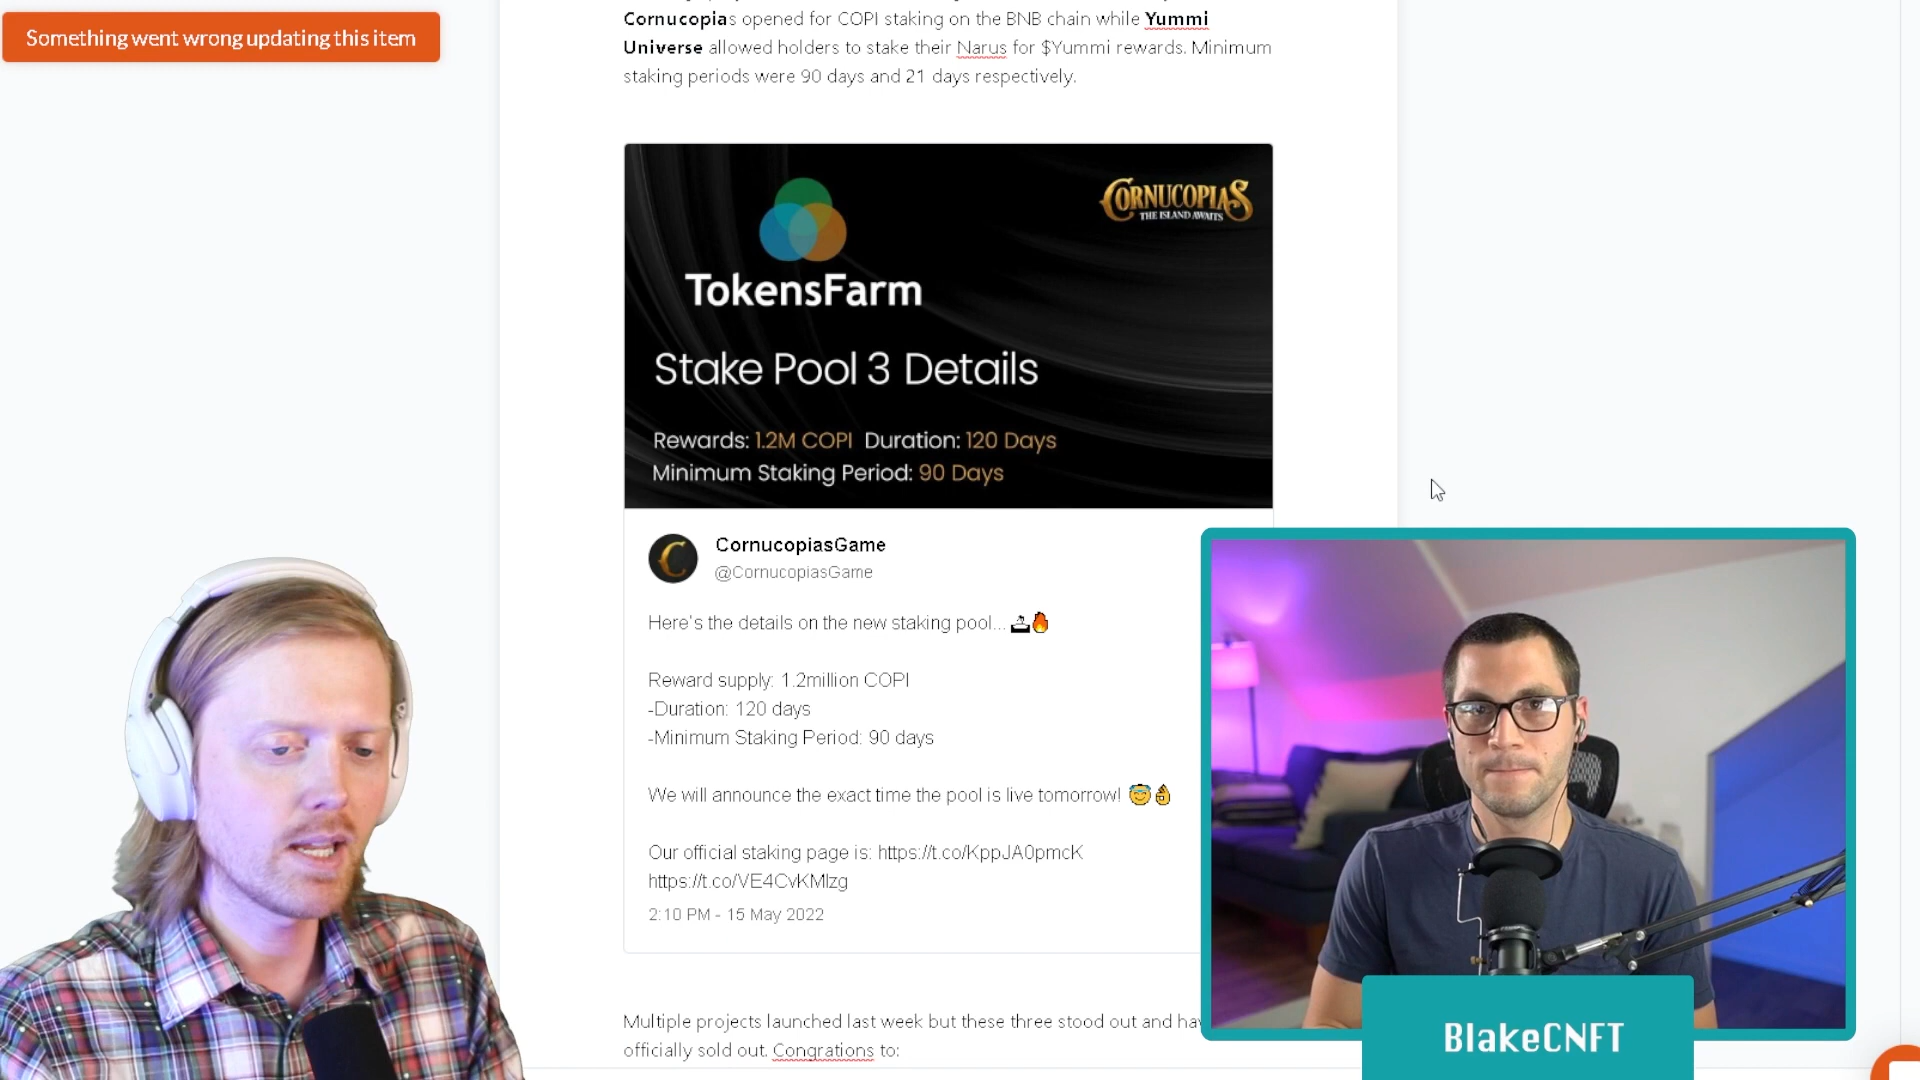 Something went wrong updating this item
Cornucopias opened for COPI staking on the BNB chain while Yummi
Universe allowed holders to stake their Narus for $Yummi rewards. Minimum
staking periods were 90 days and 21 days respectively.
CORNUCOPIAS
THE ISLAND AWAITS
TokensFarm
Stake Pool 3 Details
Rewards: 1.2M COPI Duration: 120 Days
Minimum Staking Period: 90 Days
CornucopiasGame
@CornucopiasGame
Here's the details on the new staking pool...
Reward supply: 1.2million COPI
-Duration: 120 days
-Minimum Staking Period: 90 days
We will announce the exact time the pool is live tomorrow!
Our official staking page is: https://t.co/KppJA0pmcK
https://t.co/VE4CvKMlzg
2:10 PM - 15 May 2022
Multiple projects launched last week but these three stood out and
officially sold out. Congrations to:
BlakeCNFT